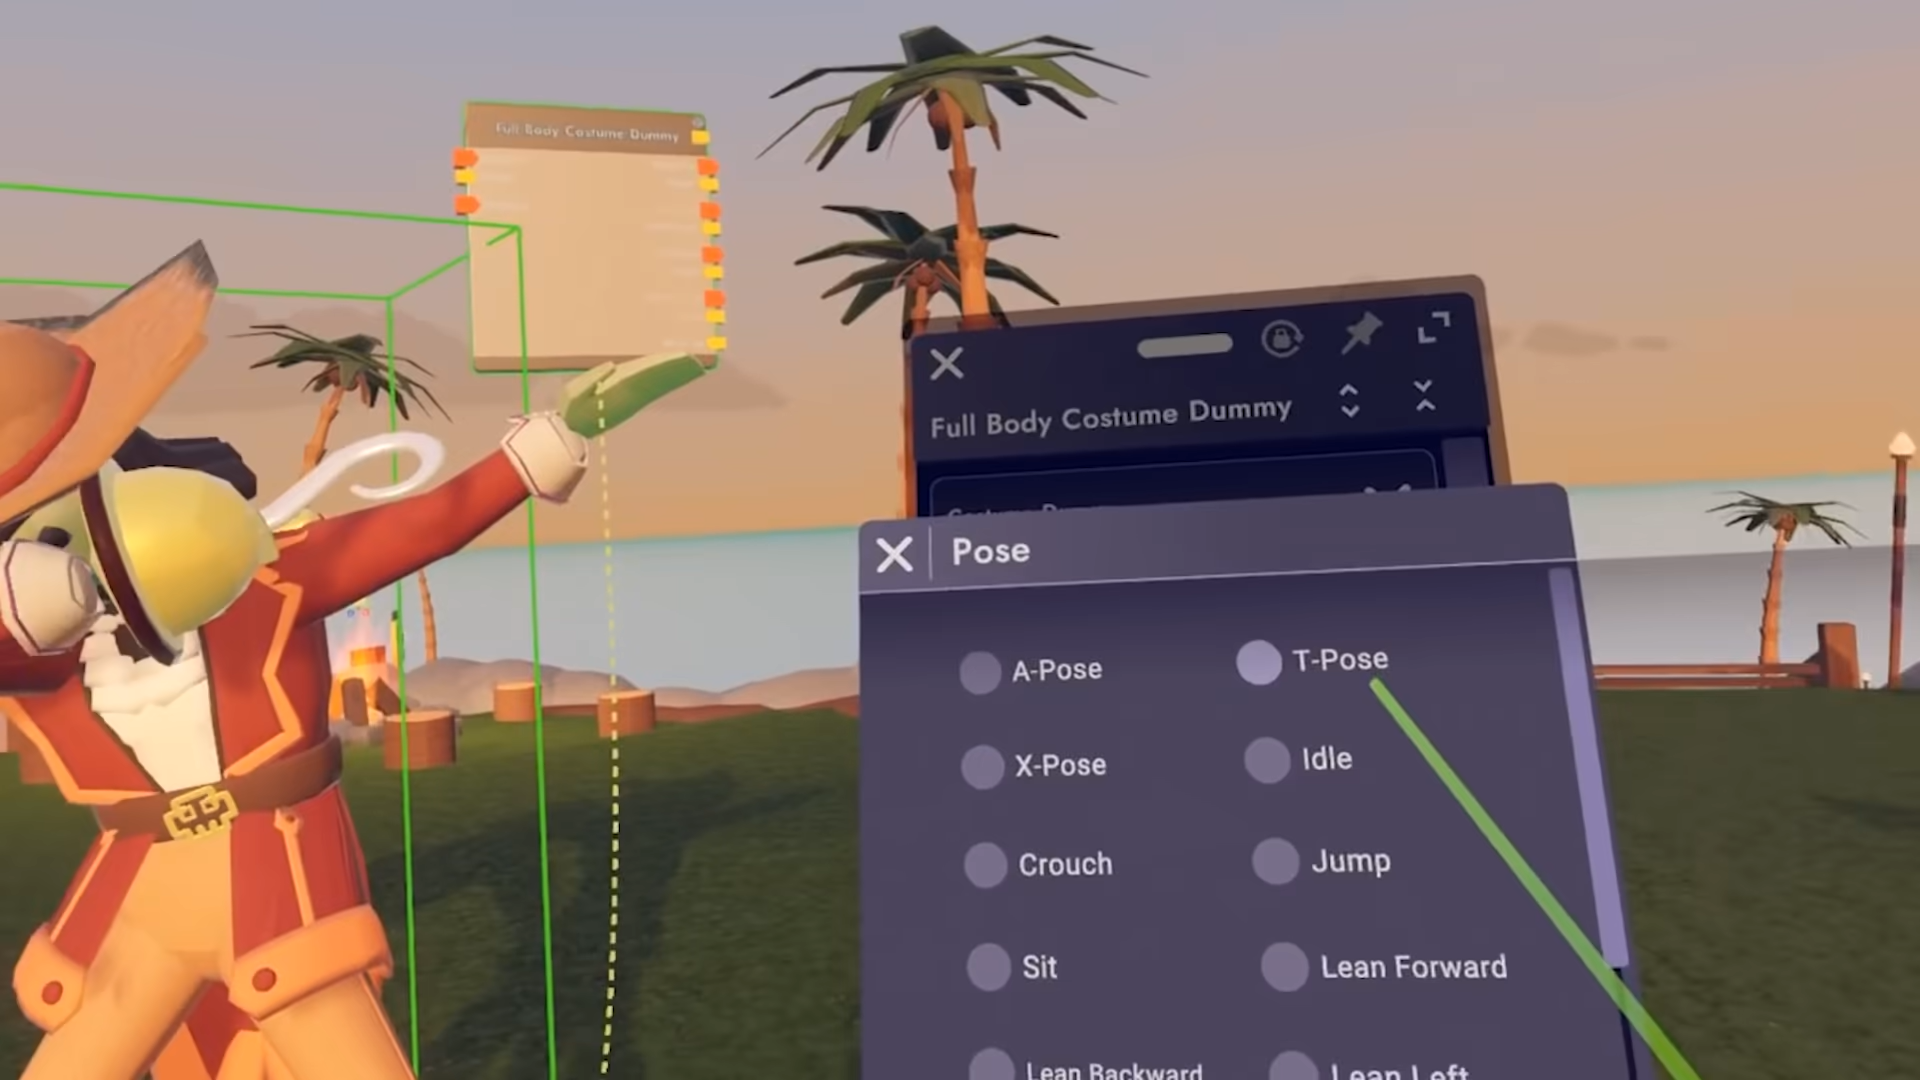 Full Body Costume Dummy
Full Body Costume Dummy
Pose
A-Pose
T-Pose
X-Pose
Idle
Crouch
Jump
Sit
Lean Forward
Lean Backward
Lean Left